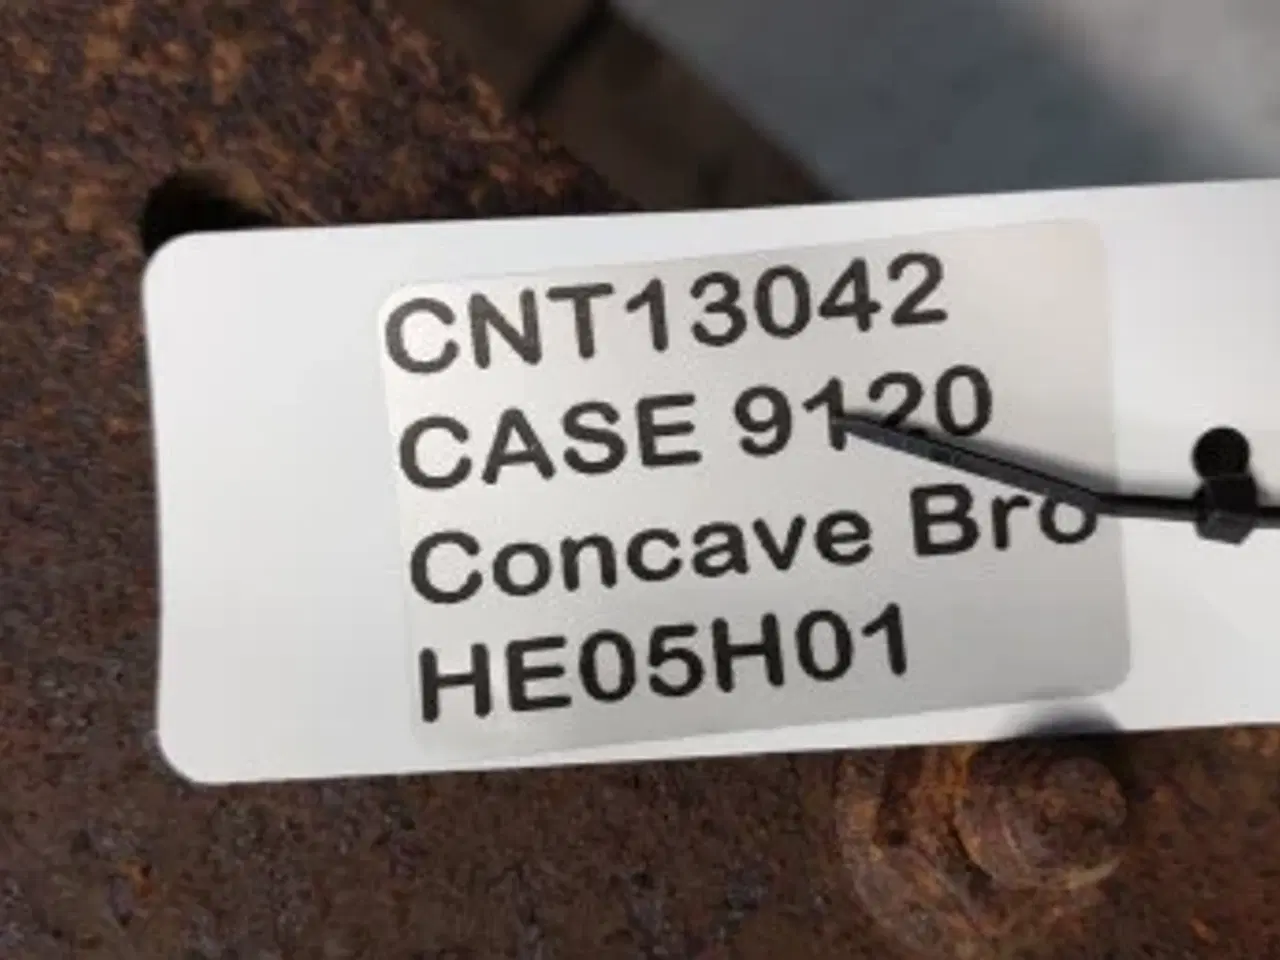 CNT13042
CASE 9120
Concave Bro
HE05H01